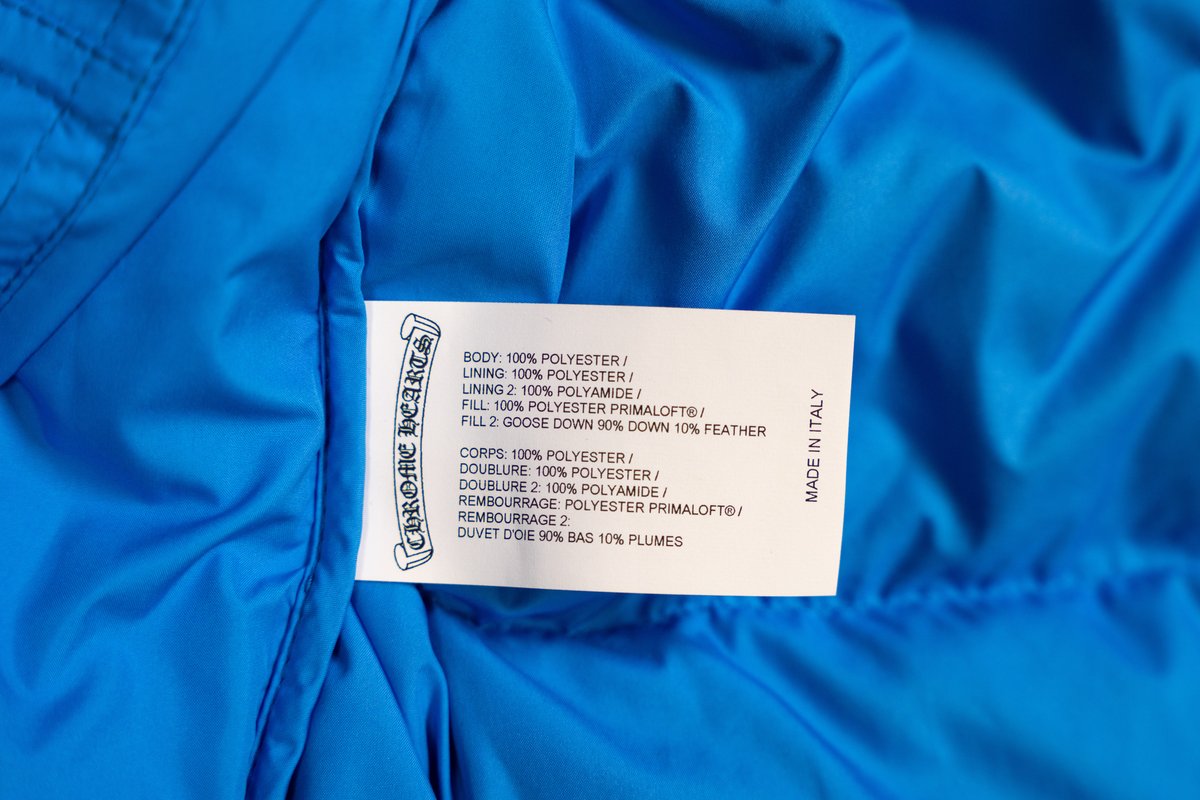 CHROME HEARTS
BODY: 100% POLYESTER /
LINING: 100% POLYESTER /
LINING 2: 100% POLYAMIDE /
FILL: 100% POLYESTER PRIMALOFT® /
FILL 2: GOOSE DOWN 90% DOWN 10% FEATHER
CORPS: 100% POLYESTER /
DOUBLURE: 100% POLYESTER /
DOUBLURE 2: 100% POLYAMIDE /
REMBOURRAGE: POLYESTER PRIMALOFT® /
REMBOURRAGE 2:
DUVET D'OIE 90% BAS 10% PLUMES
MADE IN ITALY